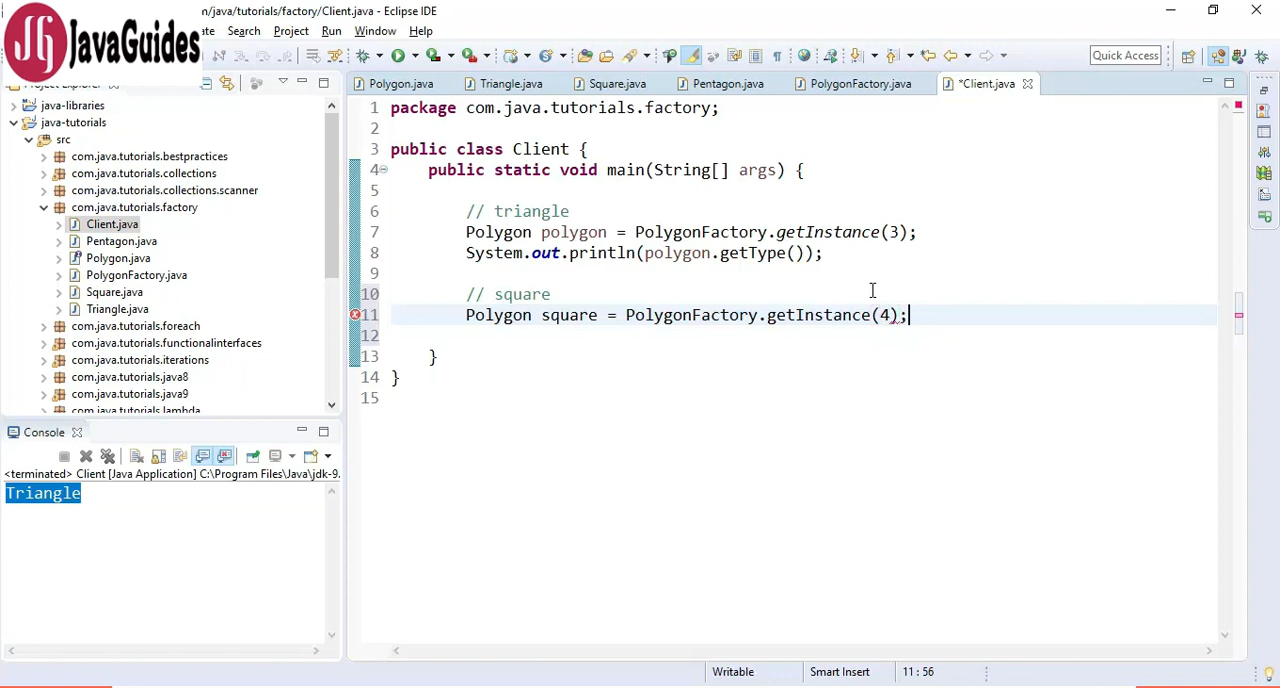 JavaGuides
n/java/tutorials/factory/Client.java - Eclipse IDE
ate Search Project Run Window Help
Quick Access
Project Explorer
java-libraries
java-tutorials
src
com.java.tutorials.bestpractices
com.java.tutorials.collections
com.java.tutorials.collections.scanner
com.java.tutorials.factory
Client.java
Pentagon.java
Polygon.java
PolygonFactory.java
Square.java
Triangle.java
com.java.tutorials.foreach
com.java.tutorials.functionalinterfaces
com.java.tutorials.iterations
com.java.tutorials.java8
com.java.tutorials.java9
com.java.tutorials.lambda
Console
<terminated> Client [Java Application] C:\Program Files\Java\jdk-9.
Triangle
Polygon.java Triangle.java Square.java Pentagon.java PolygonFactory.java *Client.java
1 package com.java.tutorials.factory;
2
3 public class Client {
4 public static void main(String[] args) {
5
6 // triangle
7 Polygon polygon = PolygonFactory.getInstance(3);
8 System.out.println(polygon.getType());
9
10 // square
11 Polygon square = PolygonFactory.getInstance(4);
12
13 }
14 }
15
Writable Smart Insert 11 : 56